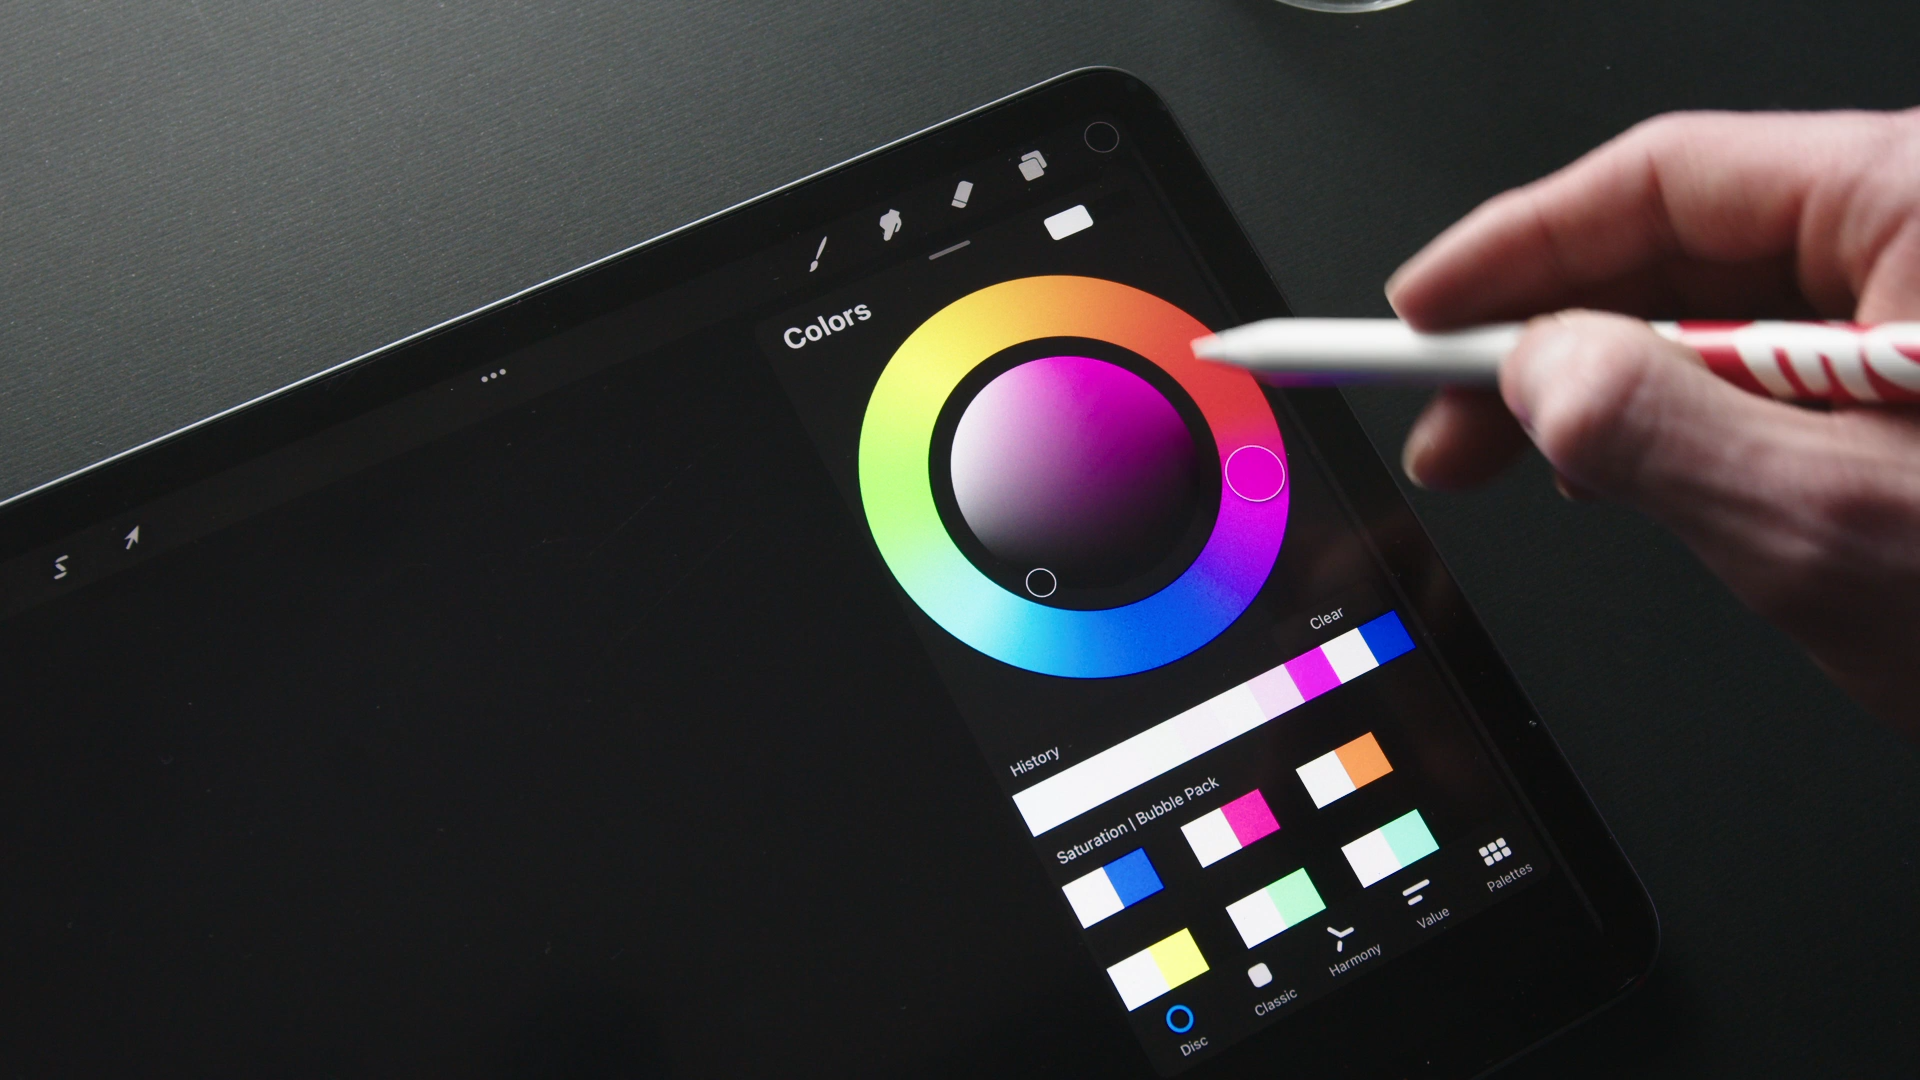 Colors
Clear
History
Saturation | Bubble Pack
Disc
Classic
Harmony
Value
Palettes